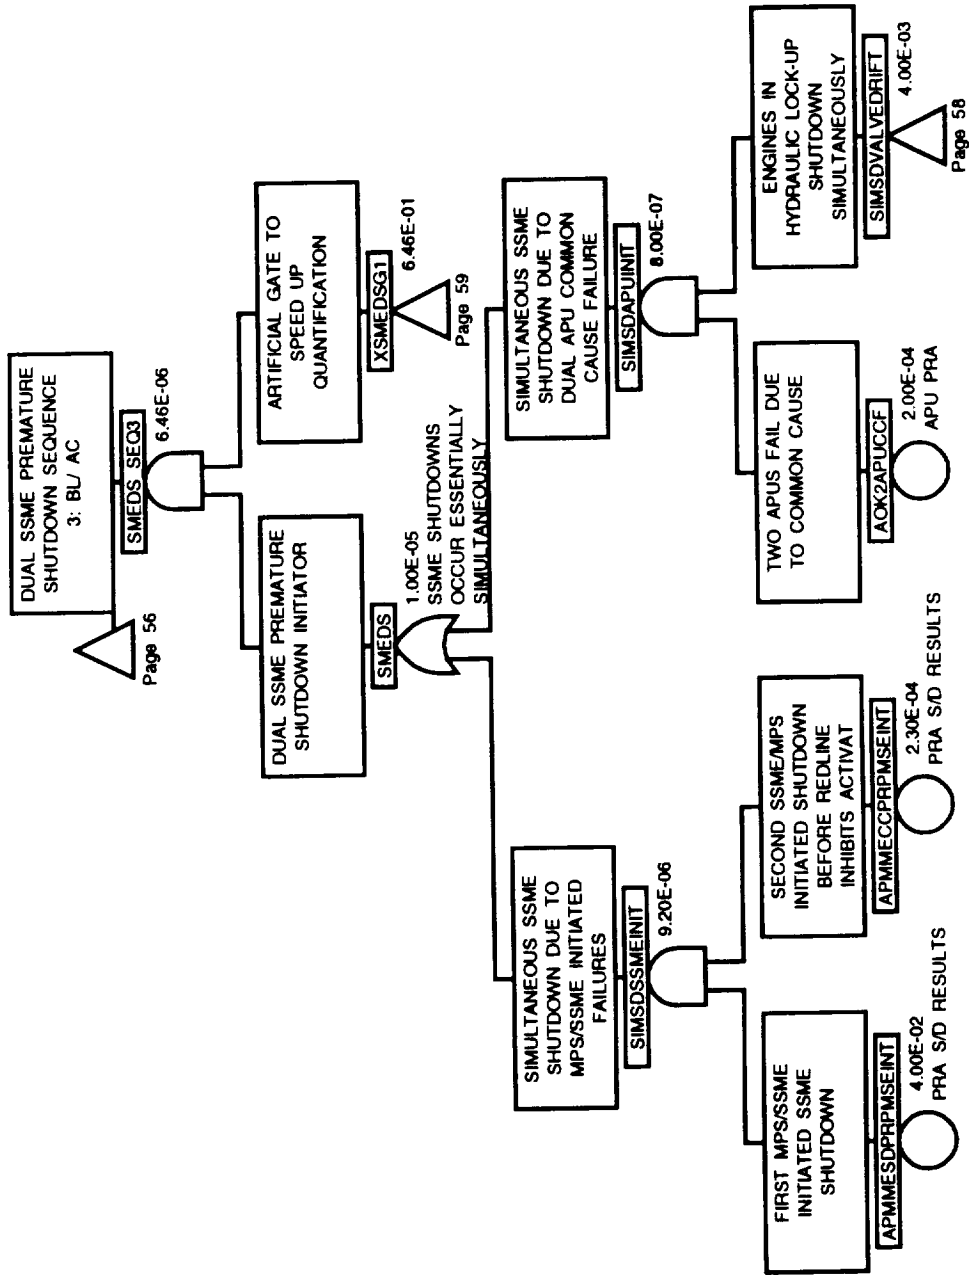 DUAL SSME PREMATURE
SHUTDOWN SEQUENCE
3: BL/ AC
SMEDS SEQ3
6.46E-06
Page 56
DUAL SSME PREMATURE
SHUTDOWN INITIATOR
SMEDS
1.00E-05
SSME SHUTDOWNS
OCCUR ESSENTIALLY
SIMULTANEOUSLY
ARTIFICIAL GATE TO
SPEED UP
QUANTIFICATION
XSMEDSG1
6.46E-01
Page 59
SIMULTANEOUS SSME
SHUTDOWN DUE TO
MPS/SSME INITIATED
FAILURES
SIMSDSSMEINIT
9.20E-06
SIMULTANEOUS SSME
SHUTDOWN DUE TO
DUAL APU COMMON
CAUSE FAILURE
SIMSDAPUINIT
8.00E-07
FIRST MPS/SSME
INITIATED SSME
SHUTDOWN
APMMESDPRPMSEINT
4.00E-02
PRA S/D RESULTS
SECOND SSME/MPS
INITIATED SHUTDOWN
BEFORE REDLINE
INHIBITS ACTIVAT
APMMECCPRPMSEINT
2.30E-04
PRA S/D RESULTS
TWO APUS FAIL DUE
TO COMMON CAUSE
AOK2APUCCF
2.00E-04
APU PRA
ENGINES IN
HYDRAULIC LOCK-UP
SHUTDOWN
SIMULTANEOUSLY
SIMSDVALVEDRIFT
4.00E-03
Page 58